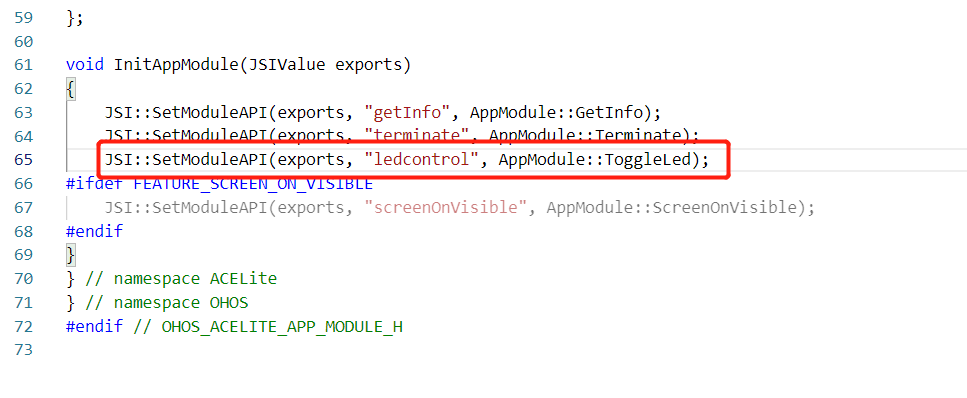 59 };
60
61 void InitAppModule(JSIValue exports)
62 {
63 JSI::SetModuleAPI(exports, "getInfo", AppModule::GetInfo);
64 JSI::SetModuleAPI(exports, "terminate", AppModule::Terminate);
65 JSI::SetModuleAPI(exports, "ledcontrol", AppModule::ToggleLed);
66 #ifdef FEATURE_SCREEN_ON_VISIBLE
67 JSI::SetModuleAPI(exports, "screenOnVisible", AppModule::ScreenOnVisible);
68 #endif
69 }
70 } // namespace ACELite
71 } // namespace OHOS
72 #endif // OHOS_ACELITE_APP_MODULE_H
73